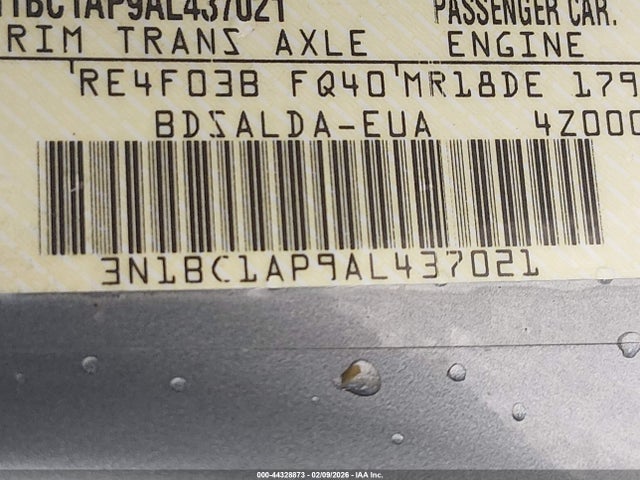 1BC1AP9AL437021 PASSENGER CAR.
RIM TRANS AXLE ENGINE
RE4F03B FQ40 MR18DE 179
BDSALDA-EUA 4Z000
3N1BC1AP9AL437021
000-44328873 - 02/09/2026 - IAA Inc.